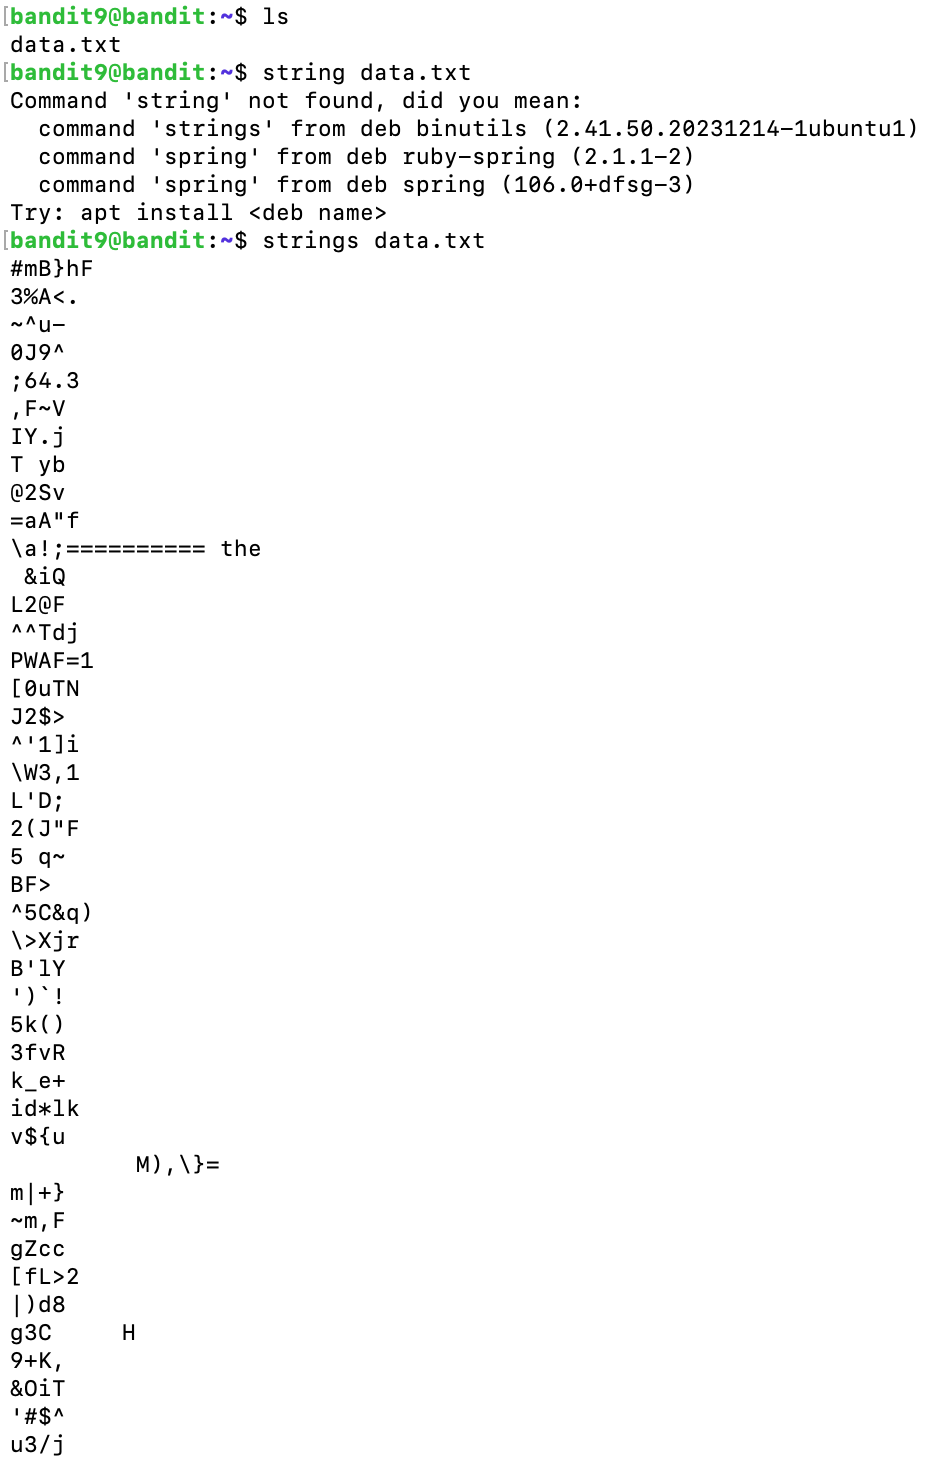 [bandit9@bandit:~$ ls
data.txt
[bandit9@bandit:~$ string data.txt
Command 'string' not found, did you mean:
  command 'strings' from deb binutils (2.41.50.20231214-1ubuntu1)
  command 'spring' from deb ruby-spring (2.1.1-2)
  command 'spring' from deb spring (106.0+dfsg-3)
Try: apt install <deb name>
[bandit9@bandit:~$ strings data.txt
#mB}hF
3%A<.
~^u-
0J9^
;64.3
,F~V
IY.j
T yb
@2Sv
=aA"f
\a!;========== the
 &iQ
L2@F
^^Tdj
PWAF=1
[0uTN
J2$>
^'1]i
\W3,1
L'D;
2(J"F
5 q~
BF>
^5C&q)
\>Xjr
B'lY
')`!
5k()
3fvR
k_e+
id*lk
v${u
         M),\}=
m|+}
~m,F
gZcc
[fL>2
|)d8
g3C     H
9+K,
&OiT
'#$^
u3/j